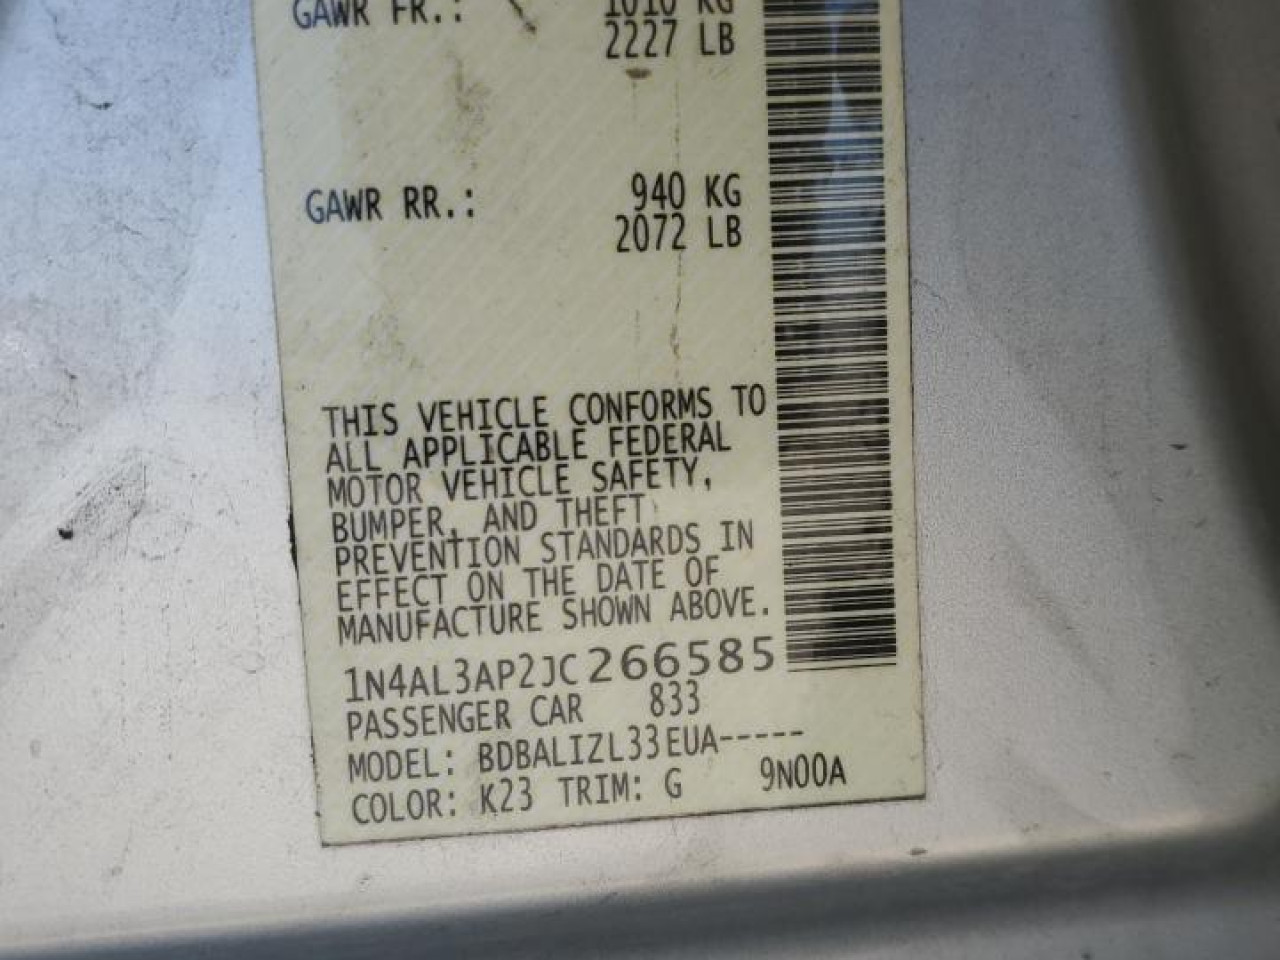 GAWR FR.: 1010 KG
2227 LB
GAWR RR.: 940 KG
2072 LB
THIS VEHICLE CONFORMS TO
ALL APPLICABLE FEDERAL
MOTOR VEHICLE SAFETY,
BUMPER, AND THEFT
PREVENTION STANDARDS IN
EFFECT ON THE DATE OF
MANUFACTURE SHOWN ABOVE.
1N4AL3AP2JC266585
PASSENGER CAR 833
MODEL: BDBALIZL33EUA-----
COLOR: K23 TRIM: G 9N00A